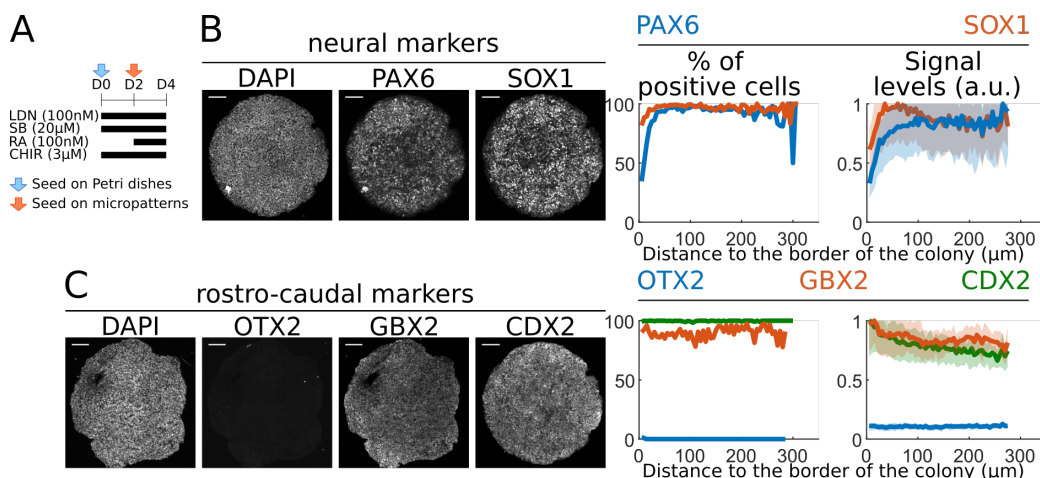 A
D0 D2 D4
LDN (100nM)
SB (20μM)
RA (100nM)
CHIR (3μM)
Seed on Petri dishes
Seed on micropatterns
B
neural markers
DAPI PAX6 SOX1
PAX6 SOX1
% of
positive cells
Signal
levels (a.u.)
100
50
0
0 100 200 300
1
0.5
0
0 100 200 300
Distance to the border of the colony (μm)
C
rostro-caudal markers
DAPI OTX2 GBX2 CDX2
OTX2 GBX2 CDX2
100
50
0
0 100 200 300
1
0.5
0
0 100 200 300
Distance to the border of the colony (μm)